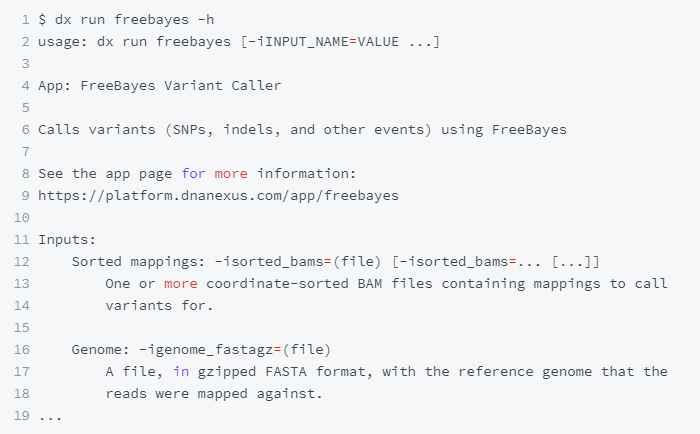 1 $ dx run freebayes -h
2 usage: dx run freebayes [-iINPUT_NAME=VALUE ...]
3
4 App: FreeBayes Variant Caller
5
6 Calls variants (SNPs, indels, and other events) using FreeBayes
7
8 See the app page for more information:
9 https://platform.dnanexus.com/app/freebayes
10
11 Inputs:
12     Sorted mappings: -isorted_bams=(file) [-isorted_bams=... [...]]
13         One or more coordinate-sorted BAM files containing mappings to call
14         variants for.
15
16     Genome: -igenome_fastagz=(file)
17         A file, in gzipped FASTA format, with the reference genome that the
18         reads were mapped against.
19 ...